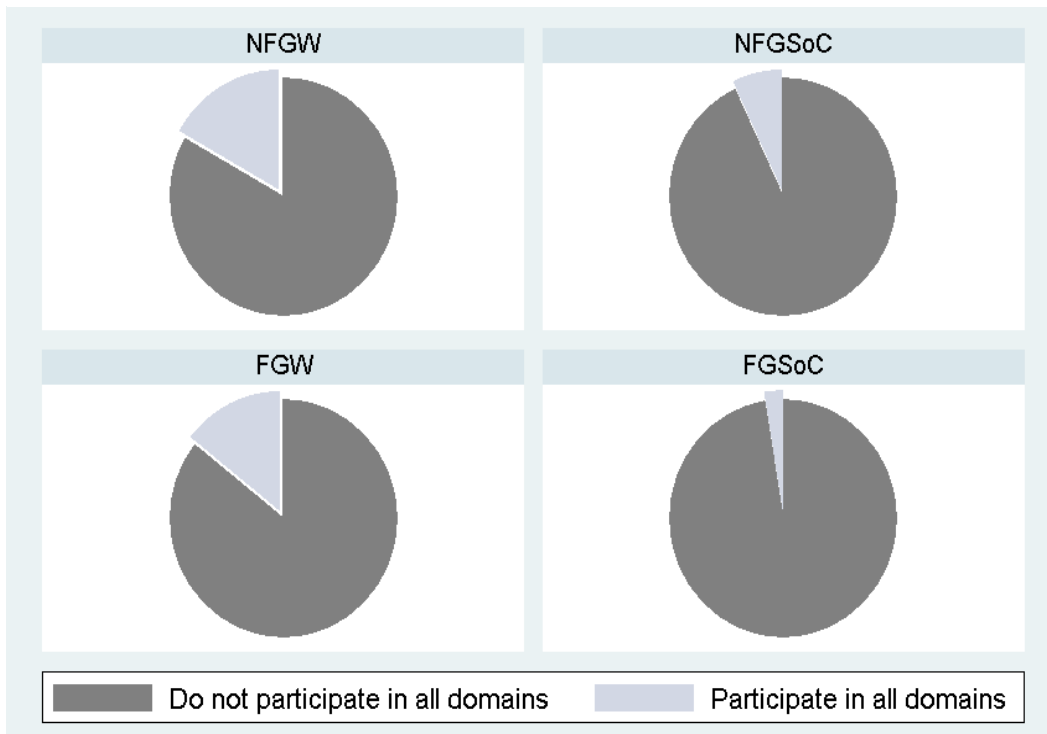 NFGW
NFGSoC
FGW
FGSoC
Do not participate in all domains
Participate in all domains